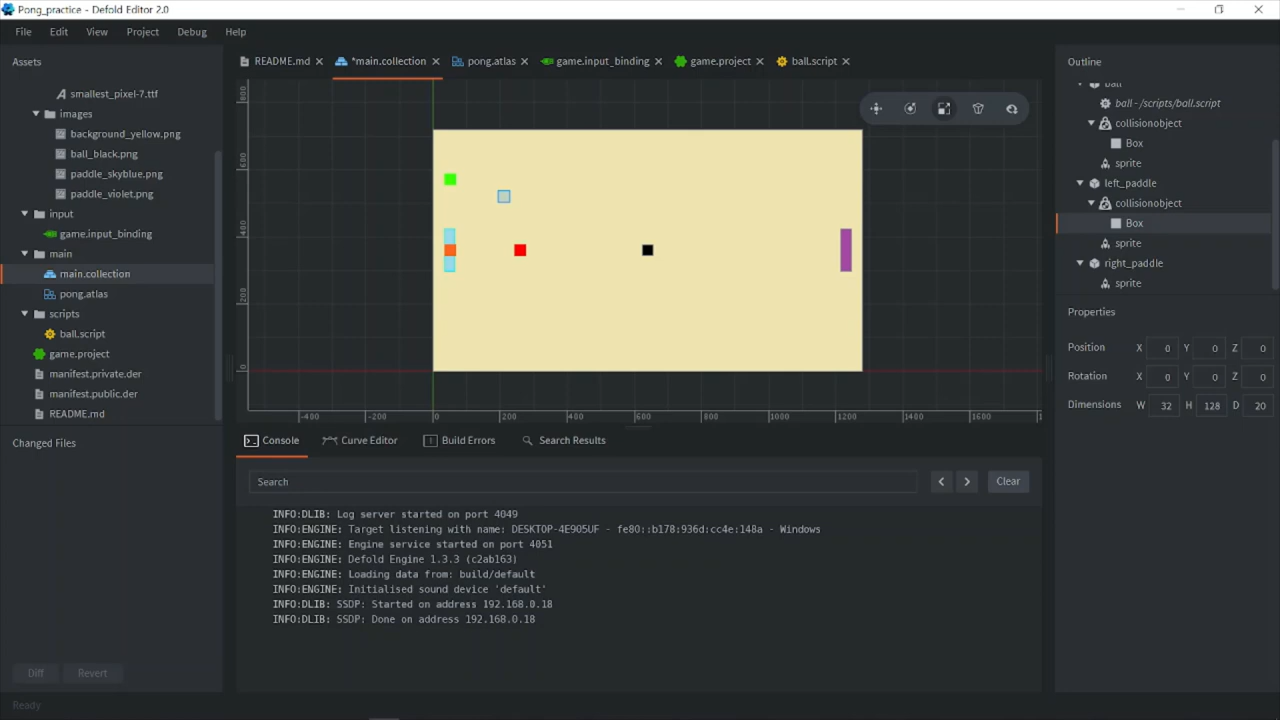 Pong_practice - Defold Editor 2.0
File Edit View Project Debug Help
Assets
smallest_pixel-7.ttf
images
background_yellow.png
ball_black.png
paddle_skyblue.png
paddle_violet.png
input
game.input_binding
main
main.collection
pong.atlas
scripts
ball.script
game.project
manifest.private.der
manifest.public.der
README.md
Changed Files
Diff Revert
Ready
README.md *main.collection pong.atlas game.input_binding game.project ball.script
800
600
400
200
0
-400 -200 0 200 400 600 800 1000 1200 1400 1600
Console Curve Editor Build Errors Search Results
Search
Clear
INFO:DLIB: Log server started on port 4049
INFO:ENGINE: Target listening with name: DESKTOP-4E905UF - fe80::b178:936d:cc4e:148a - Windows
INFO:ENGINE: Engine service started on port 4051
INFO:ENGINE: Defold Engine 1.3.3 (c2ab163)
INFO:ENGINE: Loading data from: build/default
INFO:ENGINE: Initialised sound device 'default'
INFO:DLIB: SSDP: Started on address 192.168.0.18
INFO:DLIB: SSDP: Done on address 192.168.0.18
Outline
ball
ball - /scripts/ball.script
collisionobject
Box
sprite
left_paddle
collisionobject
Box
sprite
right_paddle
sprite
Properties
Position X 0 Y 0 Z 0
Rotation X 0 Y 0 Z 0
Dimensions W 32 H 128 D 20